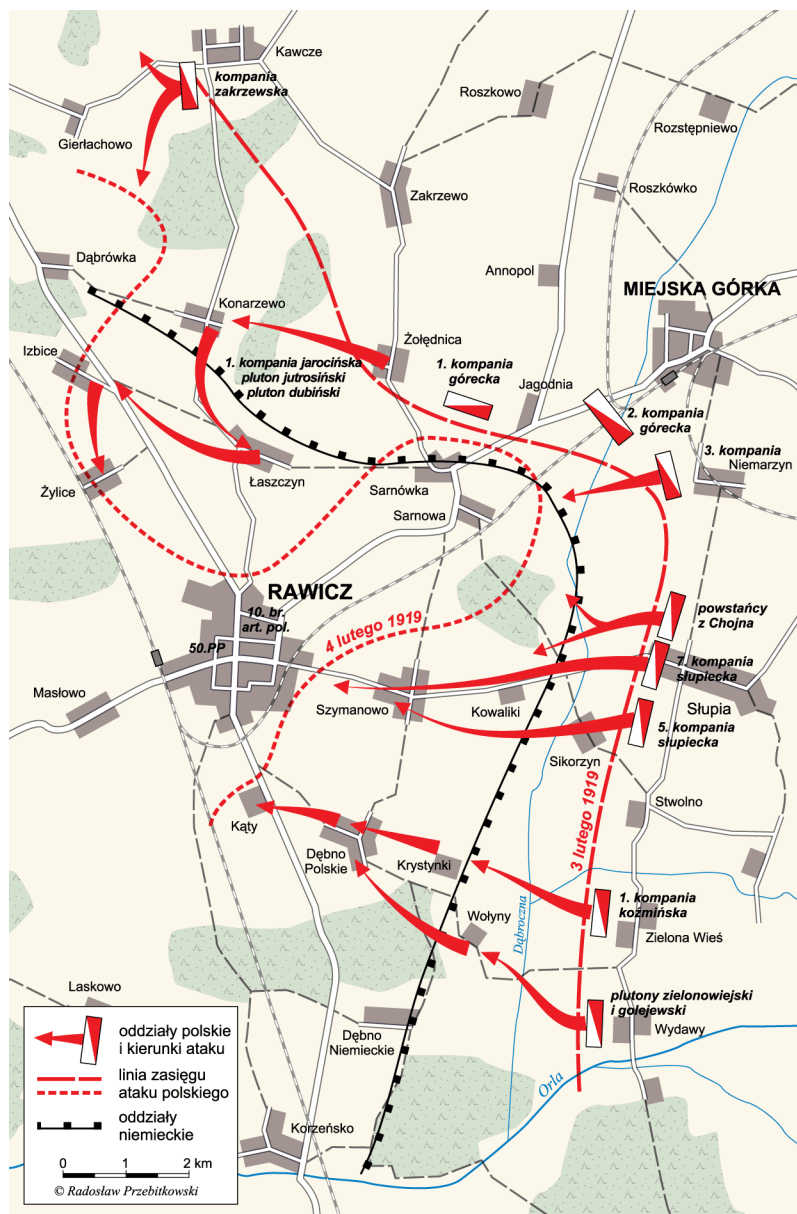 Kawcze
kompania
zakrzewska
Gierłachowo
Roszkowo
Rozstępniewo
Zakrzewo
Roszkówko
Dąbrówka
Annopol
MIEJSKA GÓRKA
Konarzewo
Izbice
Żołędnica
1. kompania jarocińska
pluton jutrosiński
pluton dubiński
1. kompania
górecka
Jagodnia
2. kompania
górecka
3. kompania
Niemarzyn
Żylice
Łaszczyn
Sarnówka
Sarnowa
RAWICZ
10. br.
art. pol.
50.PP
4 lutego 1919
powstańcy
z Chojna
7. kompania
słupiecka
Słupia
5. kompania
słupiecka
Masłowo
Szymanowo
Kowaliki
Sikorzyn
Stwolno
3 lutego 1919
Kąty
Dębno
Polskie
Krystynki
Wołyny
Dąbroczna
1. kompania
koźmińska
Zielona Wieś
plutony zielonowiejski
i golejewski
Wydawy
Laskowo
Dębno
Niemieckie
Orla
Korzeńsko
oddziały polskie
i kierunki ataku
linia zasięgu
ataku polskiego
oddziały
niemieckie
0 1 2 km
© Radosław Przebitkowski